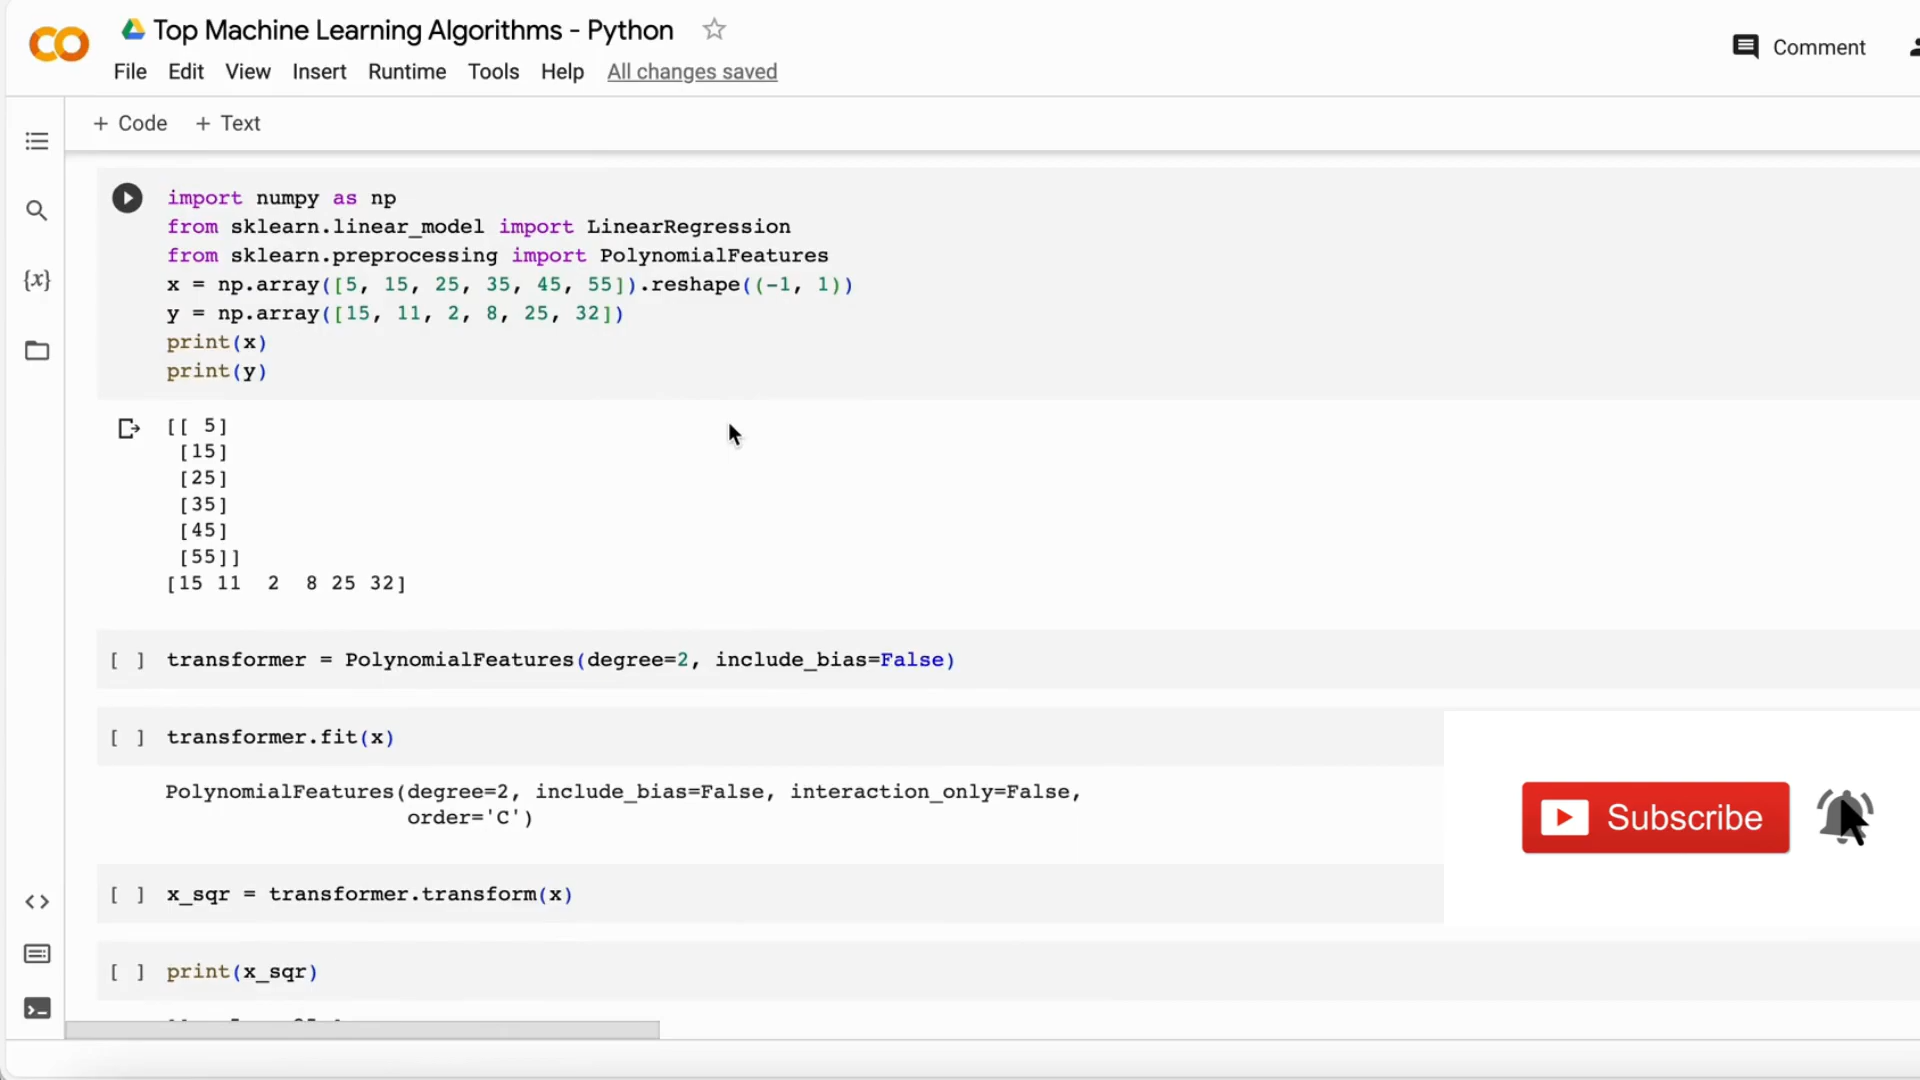 Top Machine Learning Algorithms - Python
File Edit View Insert Runtime Tools Help All changes saved
Comment
+ Code + Text
import numpy as np
from sklearn.linear_model import LinearRegression
from sklearn.preprocessing import PolynomialFeatures
x = np.array([5, 15, 25, 35, 45, 55]).reshape((-1, 1))
y = np.array([15, 11, 2, 8, 25, 32])
print(x)
print(y)
[[ 5]
[15]
[25]
[35]
[45]
[55]]
[15 11  2  8 25 32]
[ ] transformer = PolynomialFeatures(degree=2, include_bias=False)
[ ] transformer.fit(x)
PolynomialFeatures(degree=2, include_bias=False, interaction_only=False,
order='C')
Subscribe
[ ] x_sqr = transformer.transform(x)
[ ] print(x_sqr)